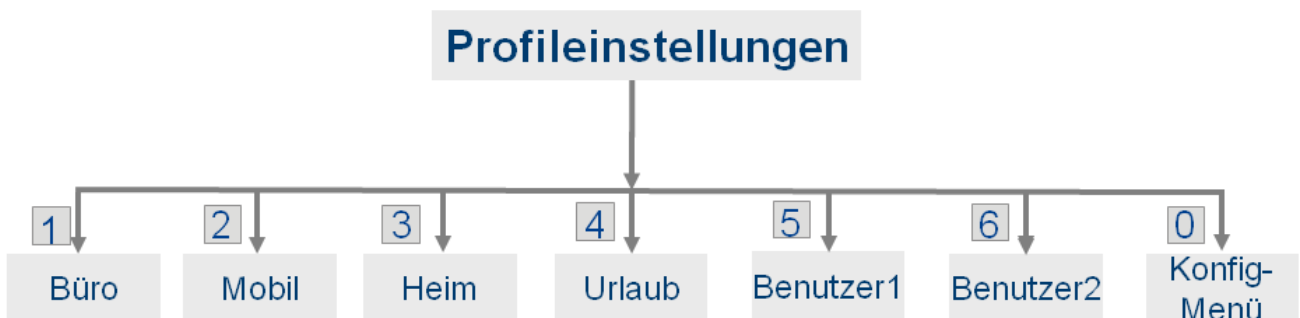 Profileinstellungen
1 2 3 4 5 6 0
Büro Mobil Heim Urlaub Benutzer1 Benutzer2 Konfig-
Menü